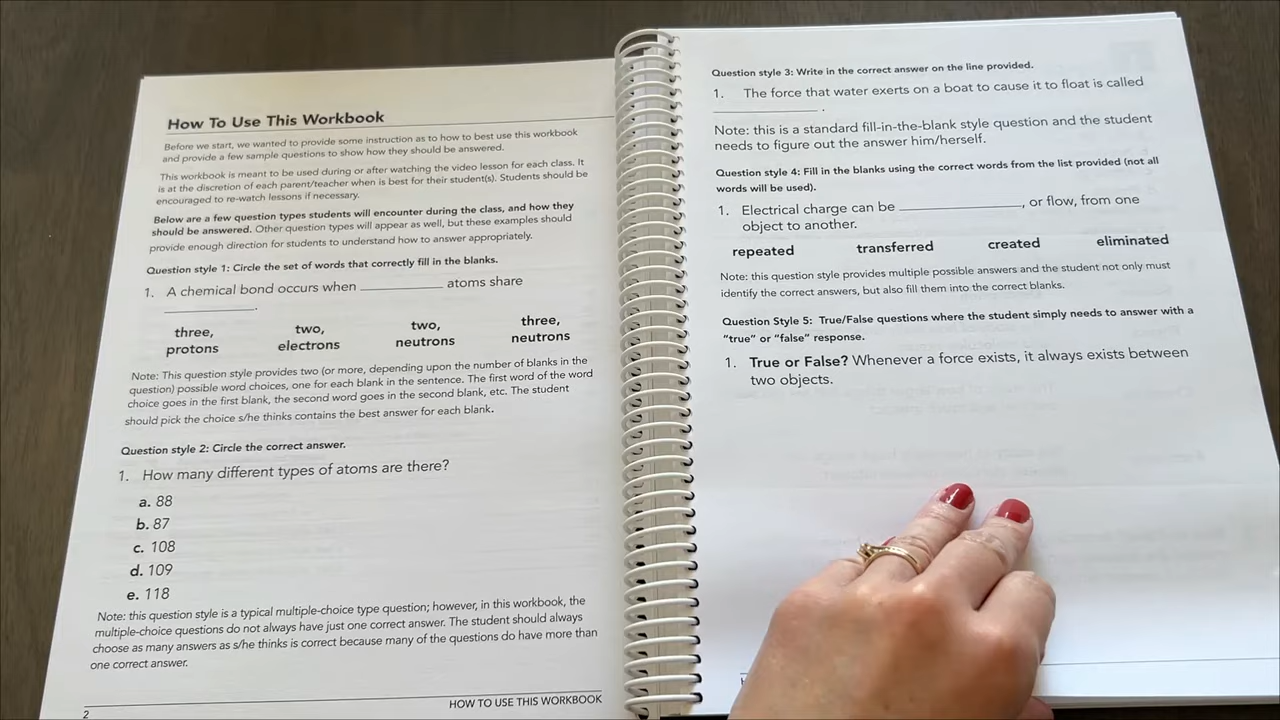 How To Use This Workbook
Before we start, we wanted to provide some instruction as to how to best use this workbook
and provide a few sample questions to show how they should be answered.
This workbook is meant to be used during or after watching the video lesson for each class. It
is at the discretion of each parent/teacher when is best for their student(s). Students should be
encouraged to re-watch lessons if necessary.
Below are a few question types students will encounter during the class, and how they
should be answered. Other question types will appear as well, but these examples should
provide enough direction for students to understand how to answer appropriately.
Question style 1: Circle the set of words that correctly fill in the blanks.
1. A chemical bond occurs when __________ atoms share
___________.
three, two, two, three,
protons electrons neutrons neutrons
Note: This question style provides two (or more, depending upon the number of blanks in the
question) possible word choices, one for each blank in the sentence. The first word of the word
choice goes in the first blank, the second word goes in the second blank, etc. The student
should pick the choice s/he thinks contains the best answer for each blank.
Question style 2: Circle the correct answer.
1. How many different types of atoms are there?
a. 88
b. 87
c. 108
d. 109
e. 118
Note: this question style is a typical multiple-choice type question; however, in this workbook, the
multiple-choice questions do not always have just one correct answer. The student should always
choose as many answers as s/he thinks is correct because many of the questions do have more than
one correct answer.
2 HOW TO USE THIS WORKBOOK
Question style 3: Write in the correct answer on the line provided.
1. The force that water exerts on a boat to cause it to float is called
__________ .
Note: this is a standard fill-in-the-blank style question and the student
needs to figure out the answer him/herself.
Question style 4: Fill in the blanks using the correct words from the list provided (not all
words will be used).
1. Electrical charge can be ________________, or flow, from one
object to another.
repeated transferred created eliminated
Note: this question style provides multiple possible answers and the student not only must
identify the correct answers, but also fill them into the correct blanks.
Question Style 5: True/False questions where the student simply needs to answer with a
“true” or “false” response.
1. True or False? Whenever a force exists, it always exists between
two objects.